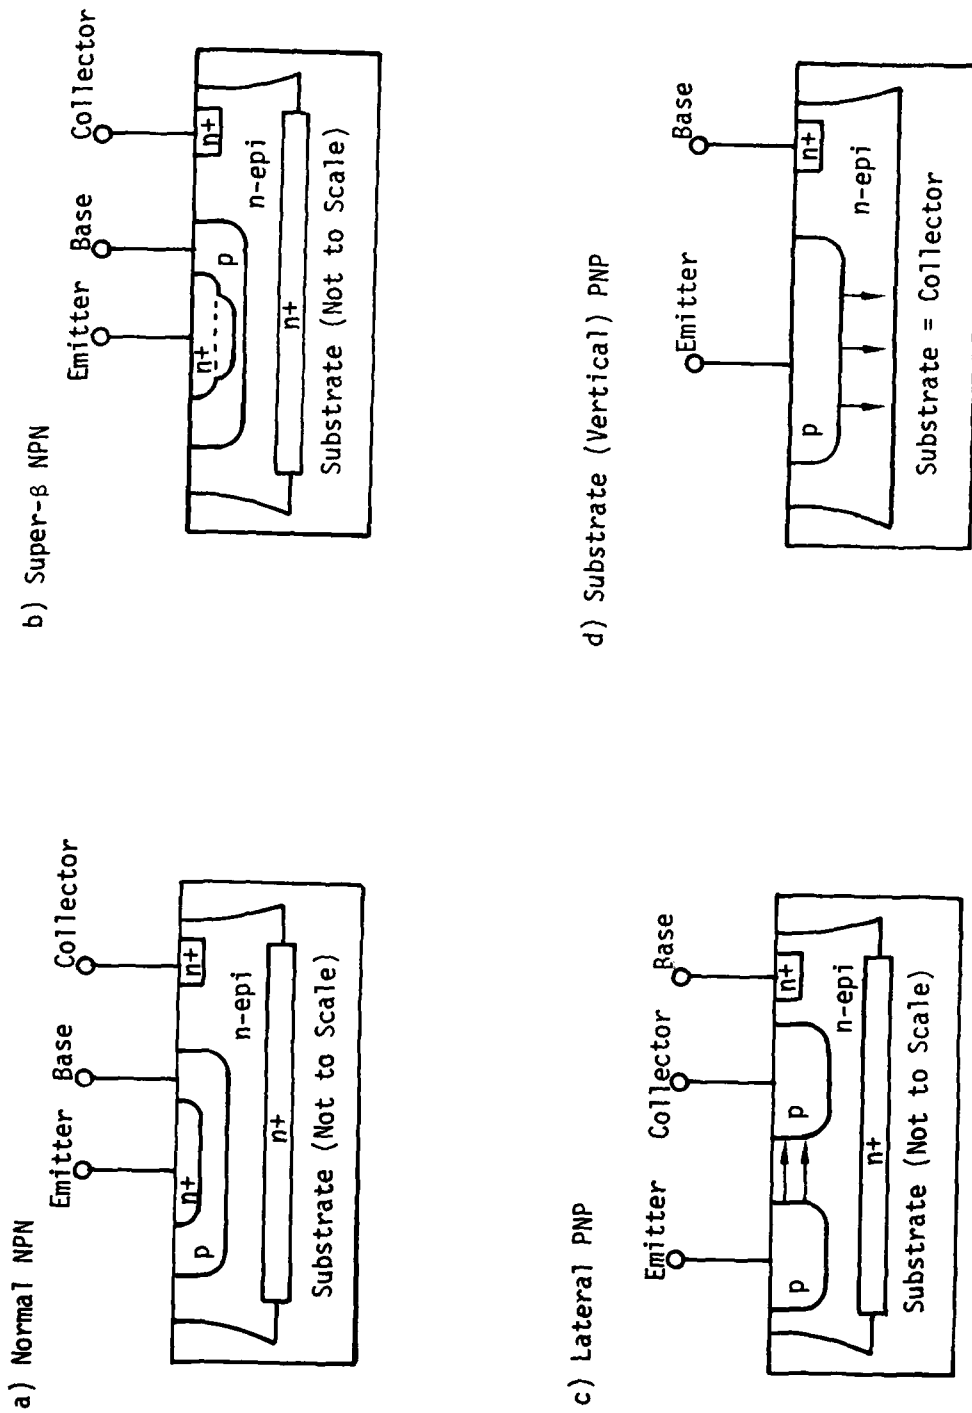 a) Normal NPN
Emitter Base Collector
n+
n+
p
n-epi
n+
Substrate (Not to Scale)
b) Super-β NPN
Emitter Base Collector
n+
n+
p
n-epi
n+
Substrate (Not to Scale)
c) Lateral PNP
Emitter Collector Base
p
p
n+
n-epi
n+
Substrate (Not to Scale)
d) Substrate (Vertical) PNP
Emitter Base
n+
p
n-epi
Substrate = Collector